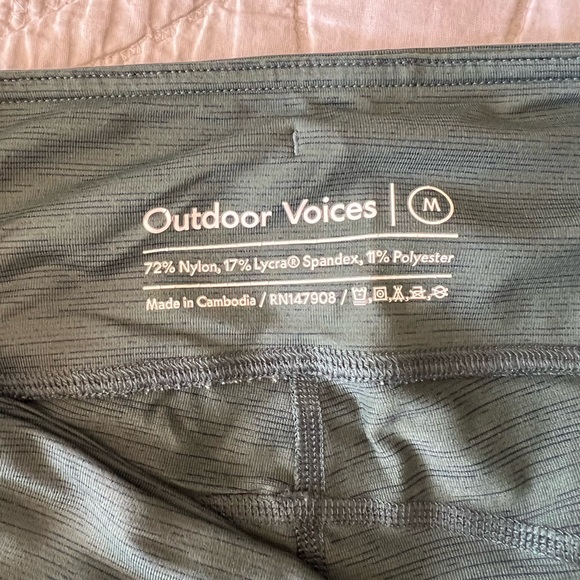 Outdoor Voices | M
72% Nylon, 17% Lycra® Spandex, 11% Polyester
Made in Cambodia / RN147908 /